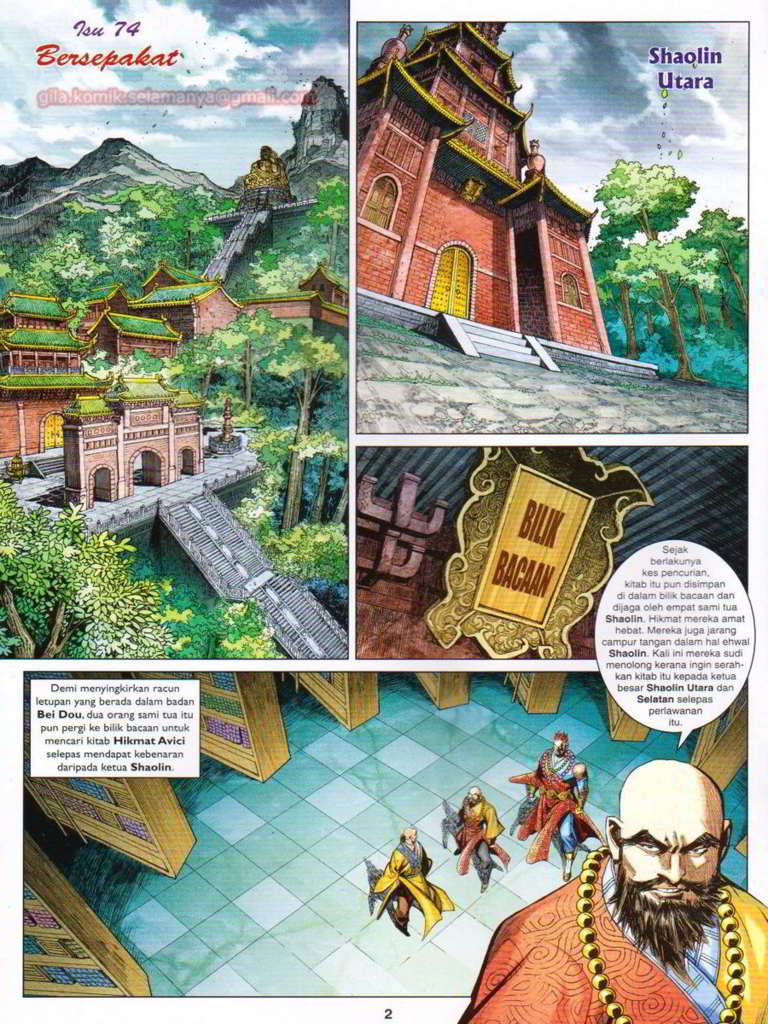 Isu 74
Bersepakat
gila.komik.selamanya@gmail.com
Shaolin
Utara
BILIK
BACAAN
Sejak
berlakunya
kes pencurian,
kitab itu pun disimpan
di dalam bilik bacaan dan
dijaga oleh empat sami tua
Shaolin. Hikmat mereka amat
hebat. Mereka juga jarang
campur tangan dalam hal ehwal
Shaolin. Kali ini mereka sudi
menolong kerana ingin serah-
kan kitab itu kepada ketua
besar Shaolin Utara dan
Selatan selepas
perlawanan
itu.
Demi menyingkirkan racun
letupan yang berada dalam badan
Bei Dou, dua orang sami tua itu
pun pergi ke bilik bacaan untuk
mencari kitab Hikmat Avici
selepas mendapat kebenaran
daripada ketua Shaolin.
2